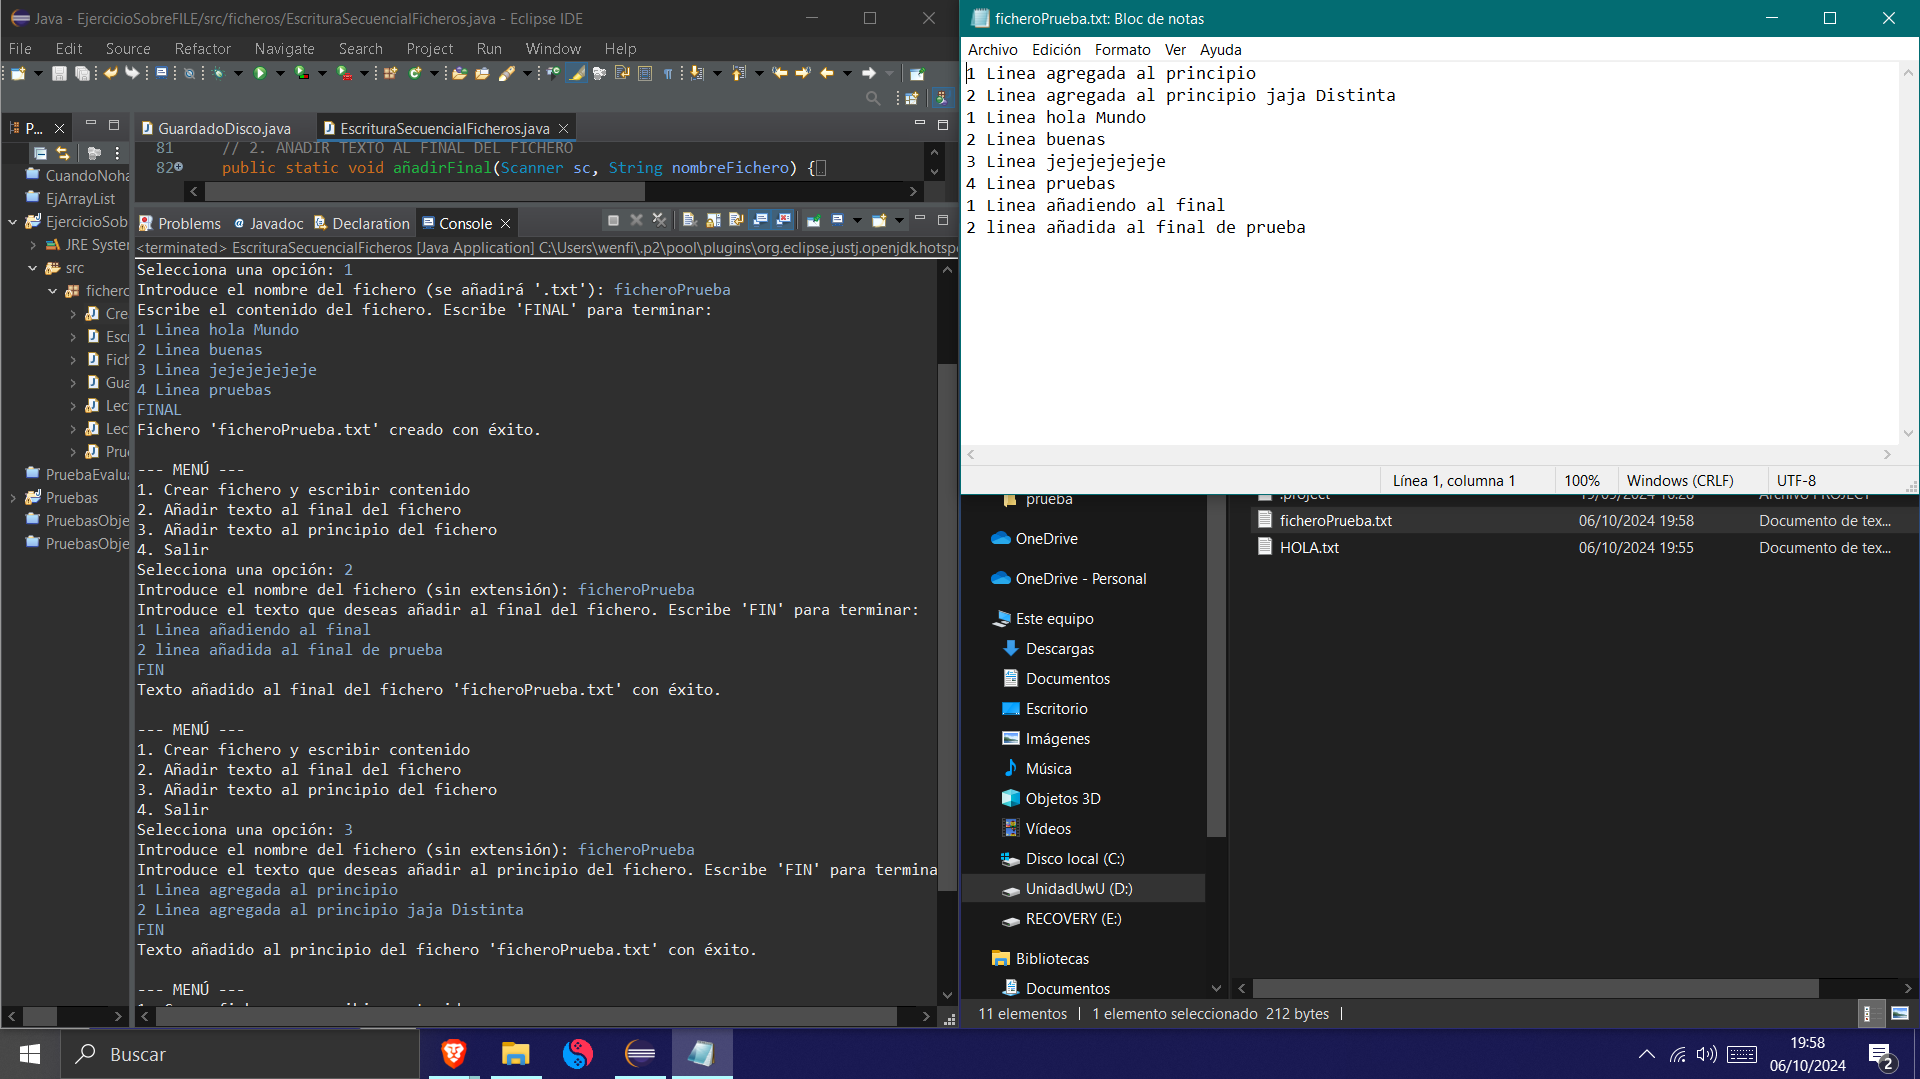 Java - EjercicioSobreFILE/src/ficheros/EscrituraSecuencialFicheros.java - Eclipse IDE
File Edit Source Refactor Navigate Search Project Run Window Help
P...
GuardadoDisco.java
EscrituraSecuencialFicheros.java
81 // 2. AÑADIR TEXTO AL FINAL DEL FICHERO
82 public static void añadirFinal(Scanner sc, String nombreFichero) {
CuandoNoha
EjArrayList
EjercicioSob
JRE Syster
src
ficherc
Cre
Escr
Fich
Gua
Lec
Lec
Pru
PruebaEvalua
Pruebas
PruebasObje
PruebasObje
Problems Javadoc Declaration Console
<terminated> EscrituraSecuencialFicheros [Java Application] C:\Users\wenfi\.p2\pool\plugins\org.eclipse.justj.openjdk.hotsp
Selecciona una opción: 1
Introduce el nombre del fichero (se añadirá '.txt'): ficheroPrueba
Escribe el contenido del fichero. Escribe 'FINAL' para terminar:
1 Linea hola Mundo
2 Linea buenas
3 Linea jejejejejeje
4 Linea pruebas
FINAL
Fichero 'ficheroPrueba.txt' creado con éxito.
--- MENÚ ---
1. Crear fichero y escribir contenido
2. Añadir texto al final del fichero
3. Añadir texto al principio del fichero
4. Salir
Selecciona una opción: 2
Introduce el nombre del fichero (sin extensión): ficheroPrueba
Introduce el texto que deseas añadir al final del fichero. Escribe 'FIN' para terminar:
1 Linea añadiendo al final
2 linea añadida al final de prueba
FIN
Texto añadido al final del fichero 'ficheroPrueba.txt' con éxito.
--- MENÚ ---
1. Crear fichero y escribir contenido
2. Añadir texto al final del fichero
3. Añadir texto al principio del fichero
4. Salir
Selecciona una opción: 3
Introduce el nombre del fichero (sin extensión): ficheroPrueba
Introduce el texto que deseas añadir al principio del fichero. Escribe 'FIN' para termina
1 Linea agregada al principio
2 Linea agregada al principio jaja Distinta
FIN
Texto añadido al principio del fichero 'ficheroPrueba.txt' con éxito.
--- MENÚ ---
ficheroPrueba.txt: Bloc de notas
Archivo Edición Formato Ver Ayuda
1 Linea agregada al principio
2 Linea agregada al principio jaja Distinta
1 Linea hola Mundo
2 Linea buenas
3 Linea jejejejejeje
4 Linea pruebas
1 Linea añadiendo al final
2 linea añadida al final de prueba
Línea 1, columna 1 100% Windows (CRLF) UTF-8
prueba
OneDrive
OneDrive - Personal
Este equipo
Descargas
Documentos
Escritorio
Imágenes
Música
Objetos 3D
Vídeos
Disco local (C:)
UnidadUwU (D:)
RECOVERY (E:)
Bibliotecas
Documentos
.project
ficheroPrueba.txt 06/10/2024 19:58 Documento de tex...
HOLA.txt 06/10/2024 19:55 Documento de tex...
11 elementos 1 elemento seleccionado 212 bytes
Buscar
19:58
06/10/2024
2